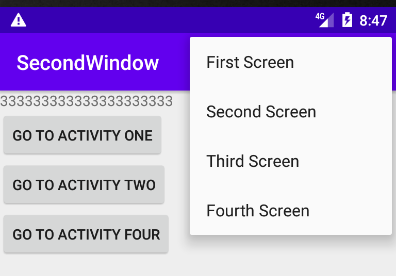 4G 8:47
SecondWindow
First Screen
Second Screen
Third Screen
Fourth Screen
333333333333333333333
GO TO ACTIVITY ONE
GO TO ACTIVITY TWO
GO TO ACTIVITY FOUR